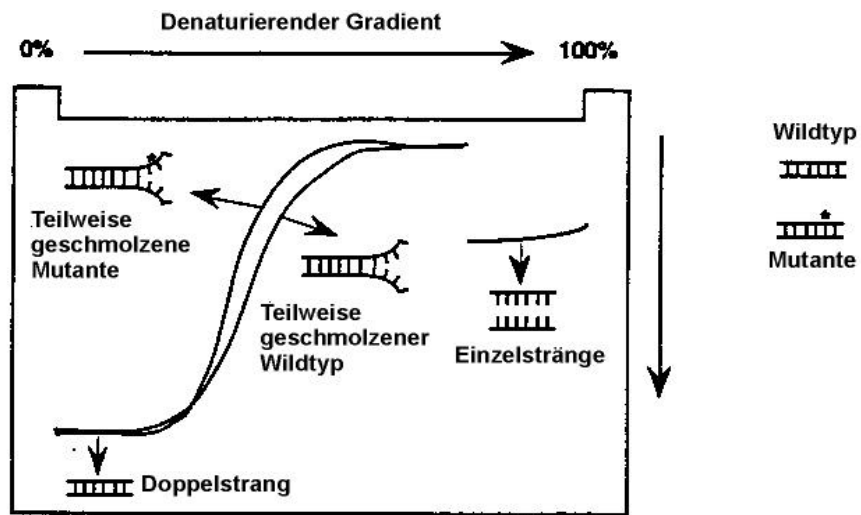 Denaturierender Gradient
0%
100%
Teilweise
geschmolzene
Mutante
Teilweise
geschmolzener
Wildtyp
Einzelstränge
Doppelstrang
Wildtyp
*
Mutante